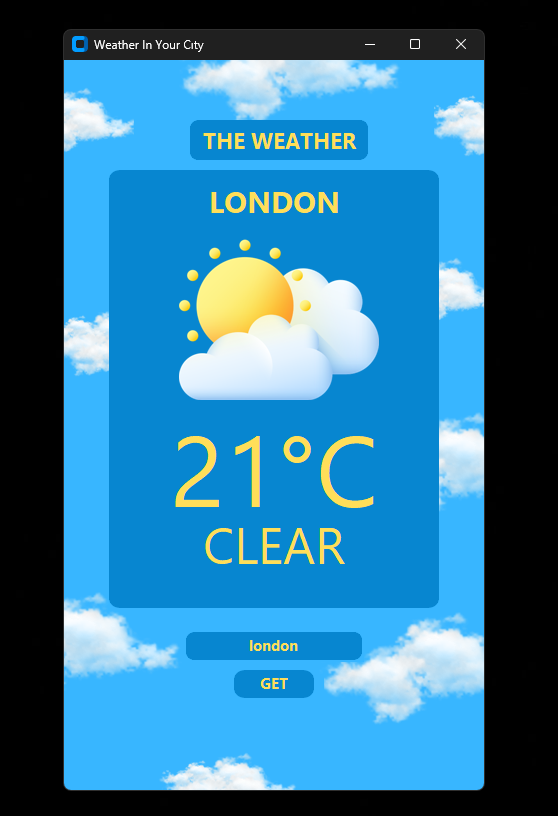 Weather In Your City
THE WEATHER
LONDON
21°C
CLEAR
london
GET